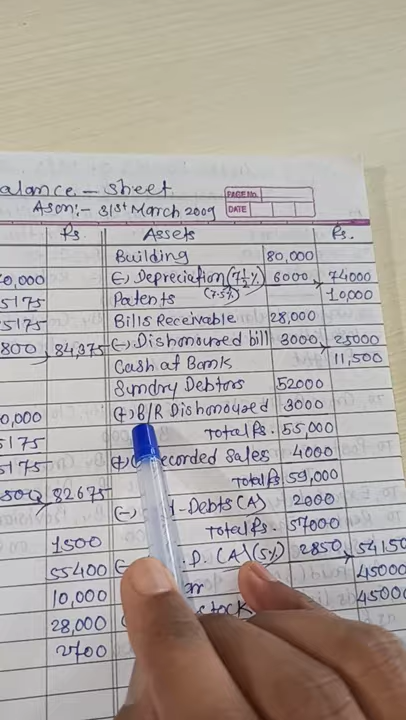 alance - sheet
As on:- 31st March 2009
PAGE No.
DATE
Rs. Assets Rs.
Building 80,000
0,000 (-) Depreciation (7½%) 6000 74000
5175 Patents (7.5%) 10,000
5175 Bills Receivable 28,000
800 84,375 (-) Dishonoured bill 3000 25000
Cash at Bank 11,500
Sundry Debtors 52000
0,000 (+) B/R Dishonoured 3000
5175 Total Rs. 55,000
5175 (+) recorded sales 4000
82675 Total Rs. 59,000
(-) Debts (A) 2000
1500 Total Rs. 57000
55400 D. (A) (5%) 2850 54150
10,000 45000
28,000 stock 45000
2700